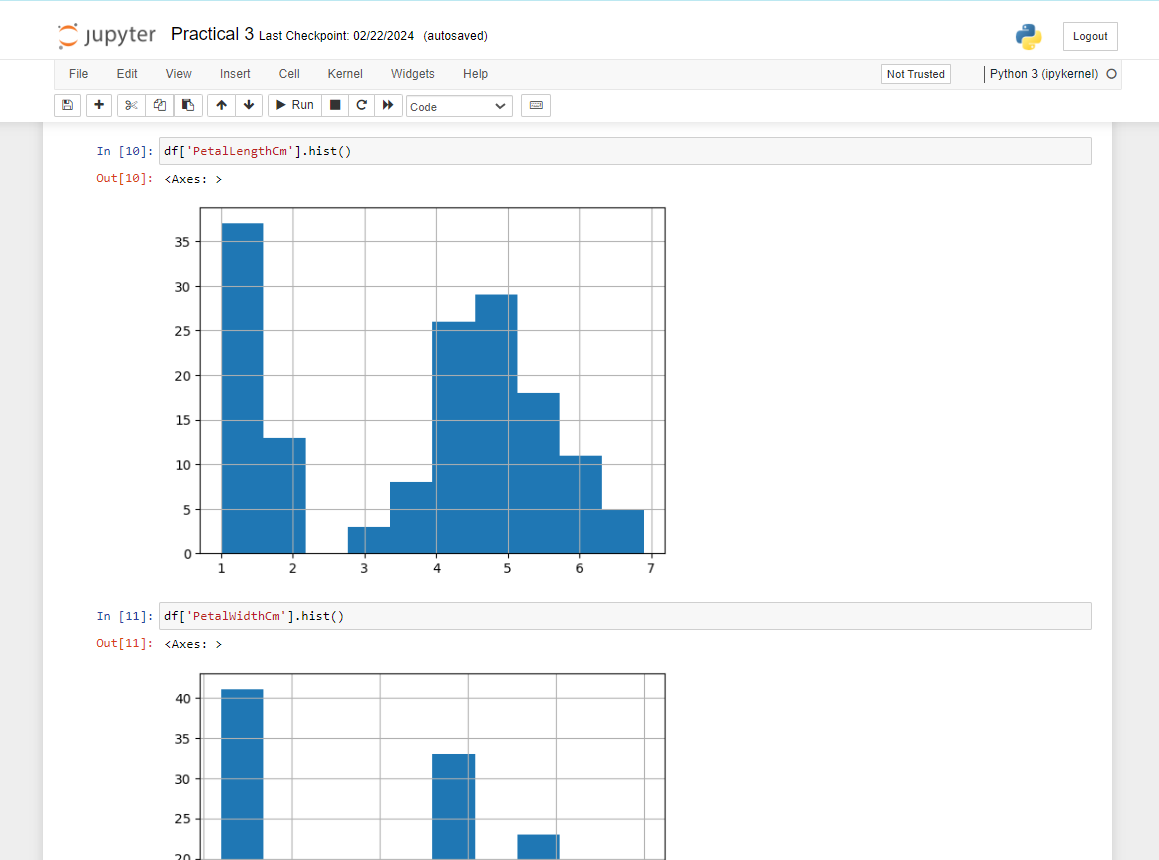 jupyter Practical 3 Last Checkpoint: 02/22/2024 (autosaved)
Logout
File Edit View Insert Cell Kernel Widgets Help
Not Trusted
Python 3 (ipykernel)
Run
Code
In [10]: df['PetalLengthCm'].hist()
Out[10]: <Axes: >
35
30
25
20
15
10
5
0
1 2 3 4 5 6 7
In [11]: df['PetalWidthCm'].hist()
Out[11]: <Axes: >
40
35
30
25
20